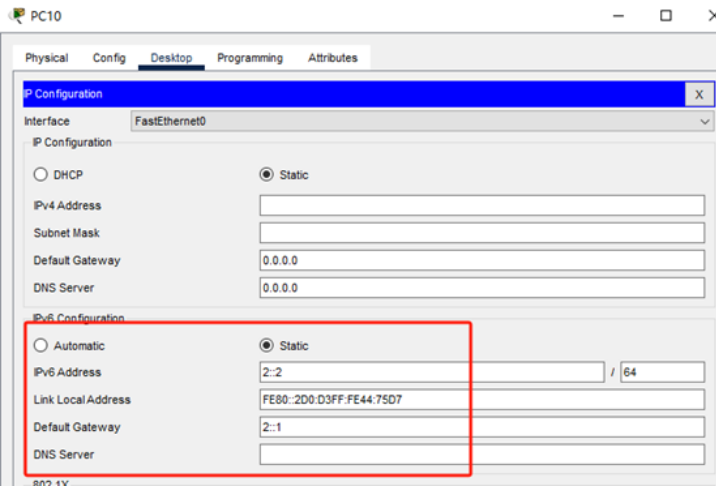 PC10
Physical Config Desktop Programming Attributes
IP Configuration X
Interface FastEthernet0
IP Configuration
DHCP Static
IPv4 Address
Subnet Mask
Default Gateway 0.0.0.0
DNS Server 0.0.0.0
IPv6 Configuration
Automatic Static
IPv6 Address 2::2 / 64
Link Local Address FE80::2D0:D3FF:FE44:75D7
Default Gateway 2::1
DNS Server
802.1X